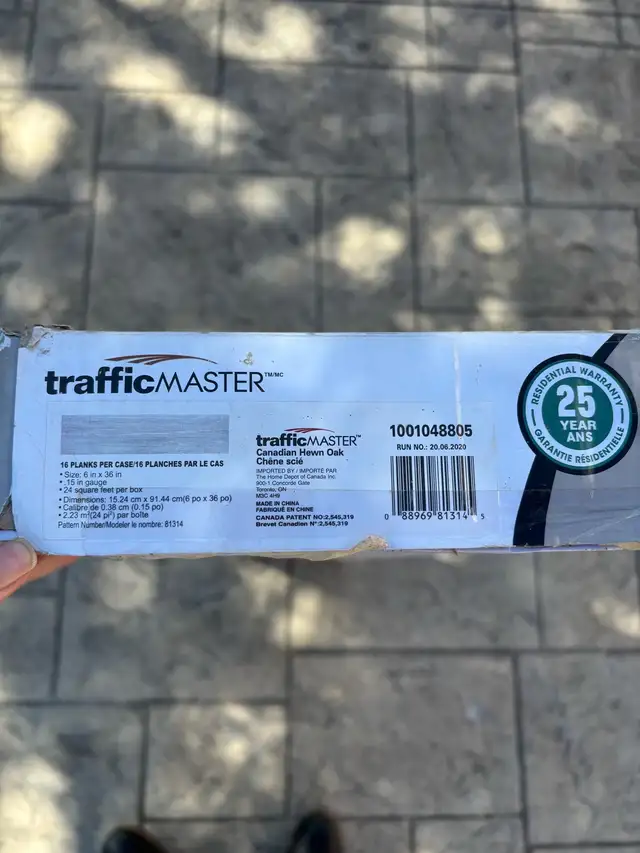 trafficMASTER™/MC
16 PLANKS PER CASE/16 PLANCHES PAR LE CAS
• Size: 6 in x 36 in
• .15 in gauge
• 24 square feet per box
• Dimensions: 15.24 cm x 91.44 cm(6 po x 36 po)
• Calibre de 0.38 cm (0.15 po)
• 2.23 m²(24 pi²) par boîte
Pattern Number/Modeler le nombre: 81314
trafficMASTER™
Canadian Hewn Oak
Chêne scié
IMPORTED BY / IMPORTÉ PAR
The Home Depot of Canada Inc.
900-1 Concorde Gate
Toronto, ON
M3C 4H9
MADE IN CHINA
FABRIQUÉ EN CHINE
CANADA PATENT NO:2,545,319
Brevet Canadien N°:2,545,319
1001048805
RUN NO.: 20.06.2020
0 88969 81314 5
RESIDENTIAL WARRANTY
25
YEAR
ANS
GARANTIE RÉSIDENTIELLE